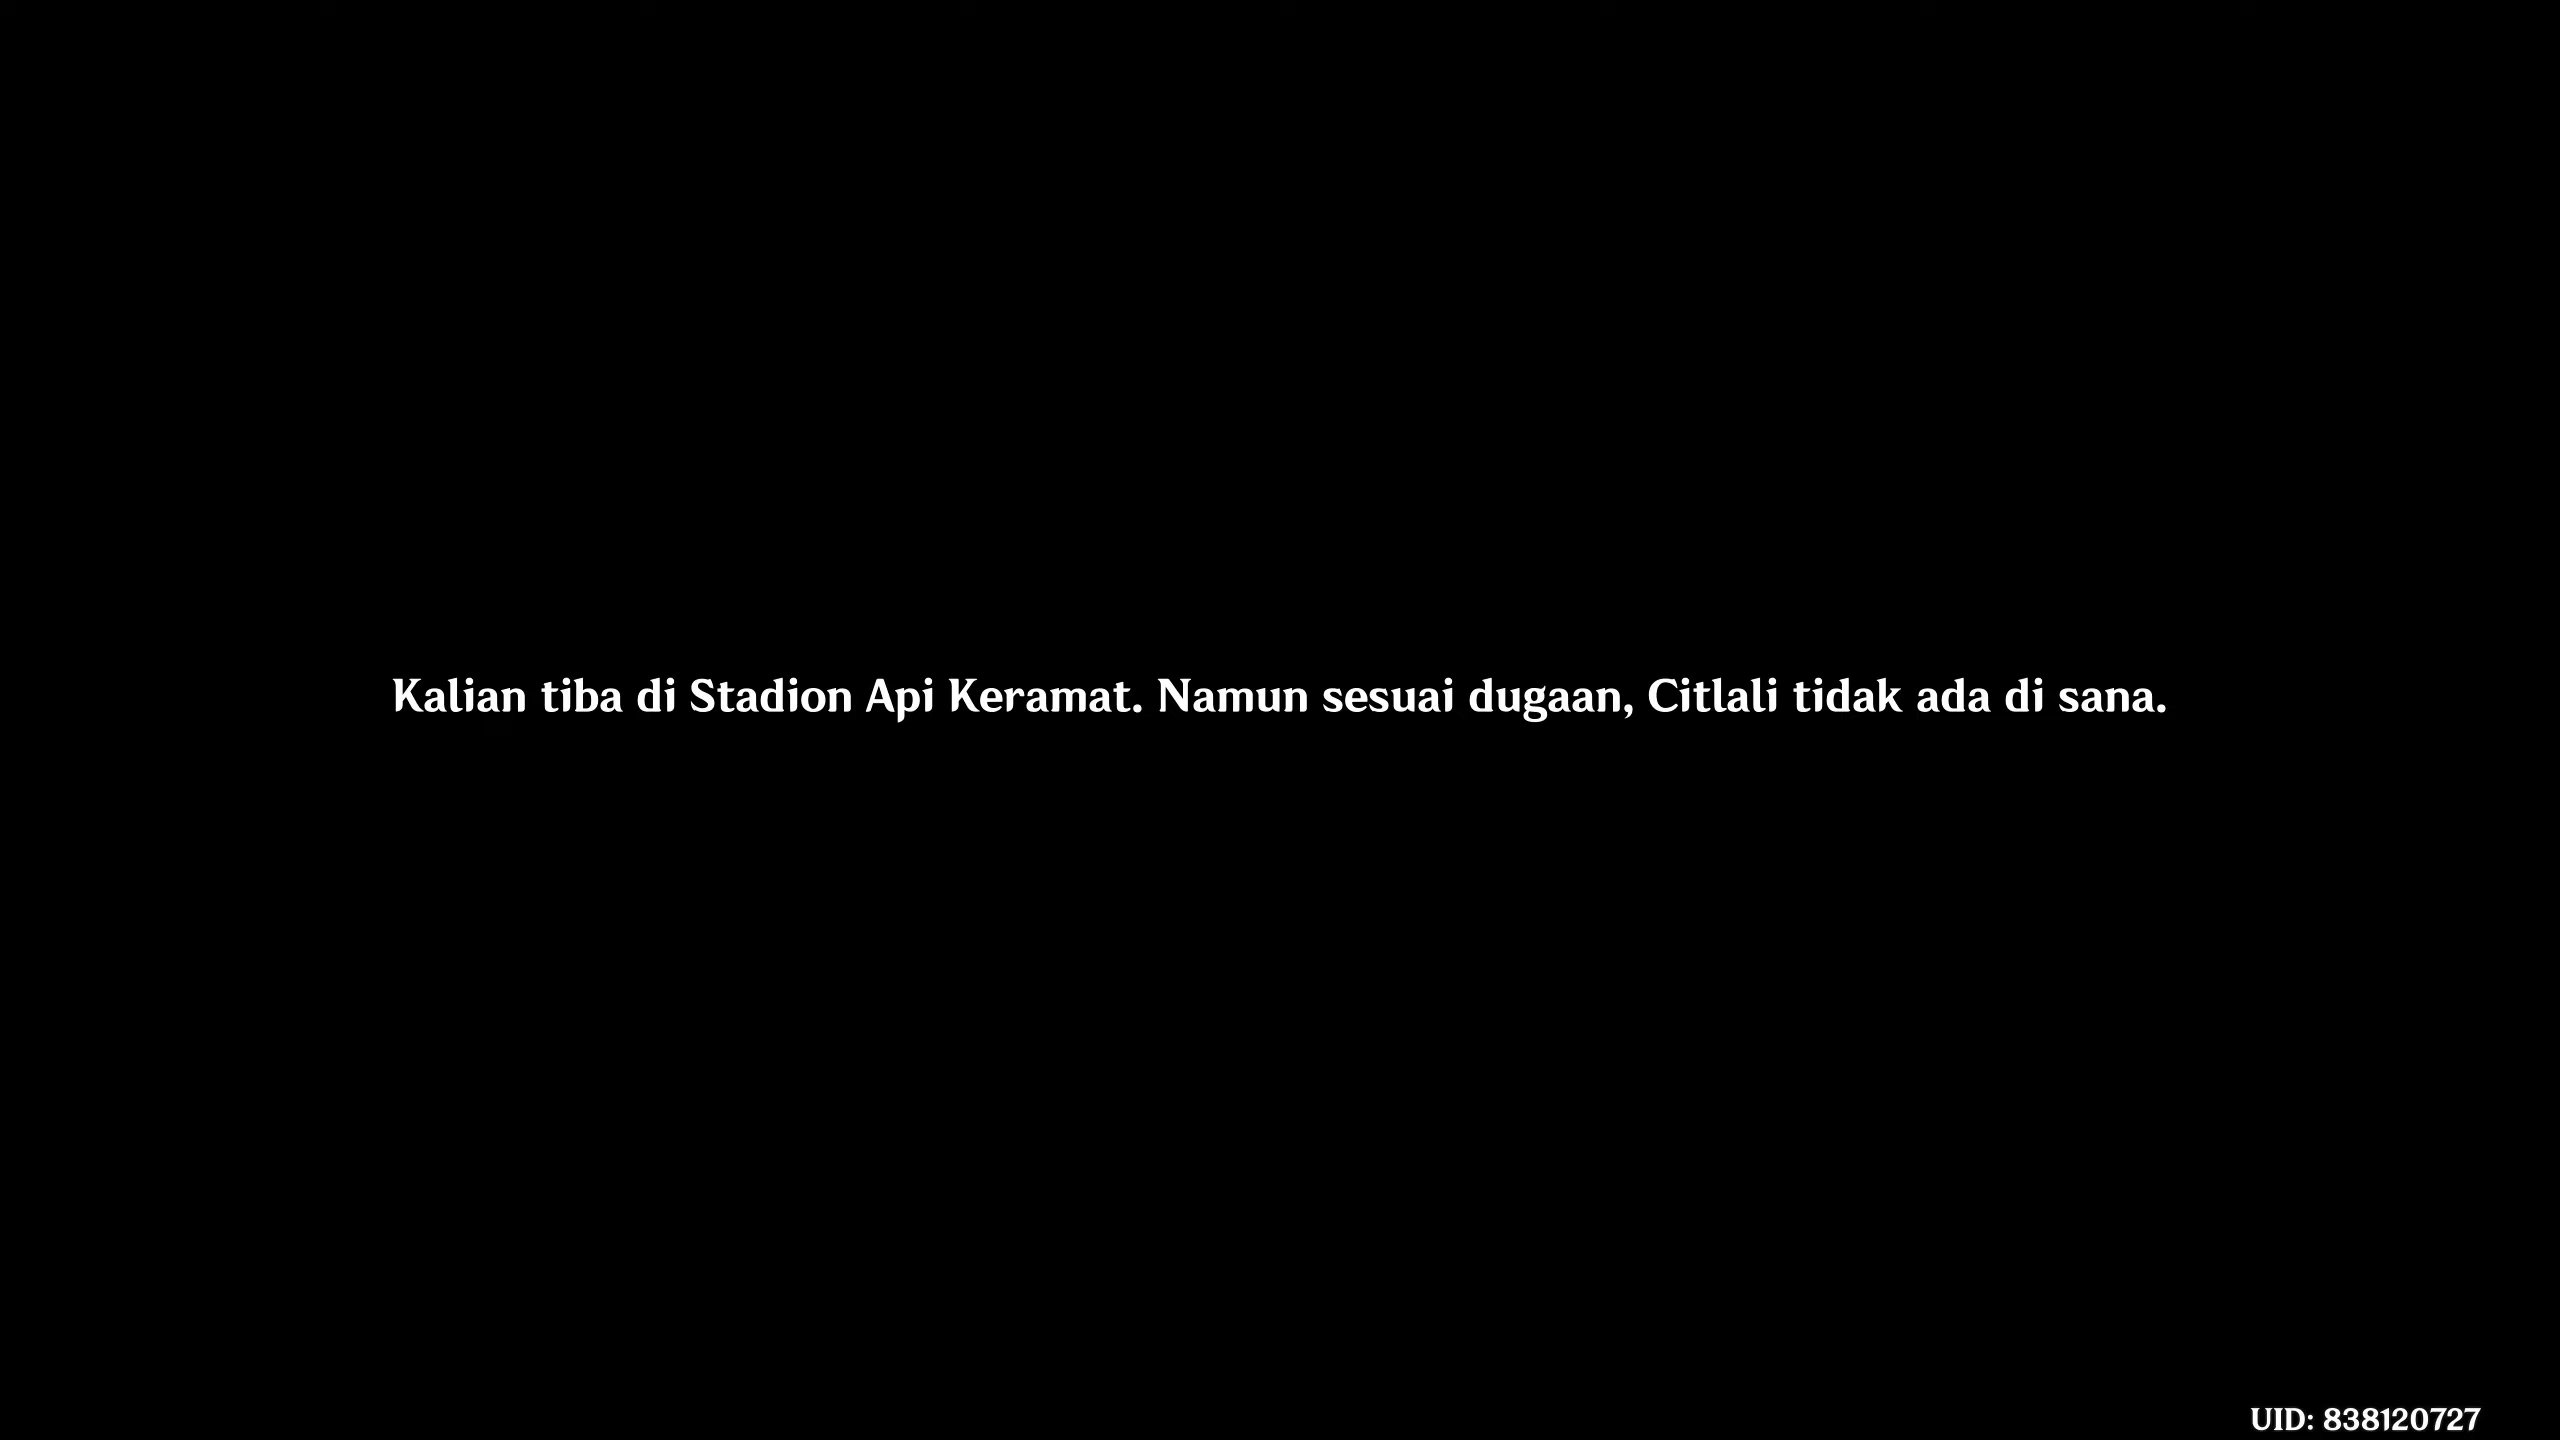 Kalian tiba di Stadion Api Keramat. Namun sesuai dugaan, Citlali tidak ada di sana.
UID: 838120727